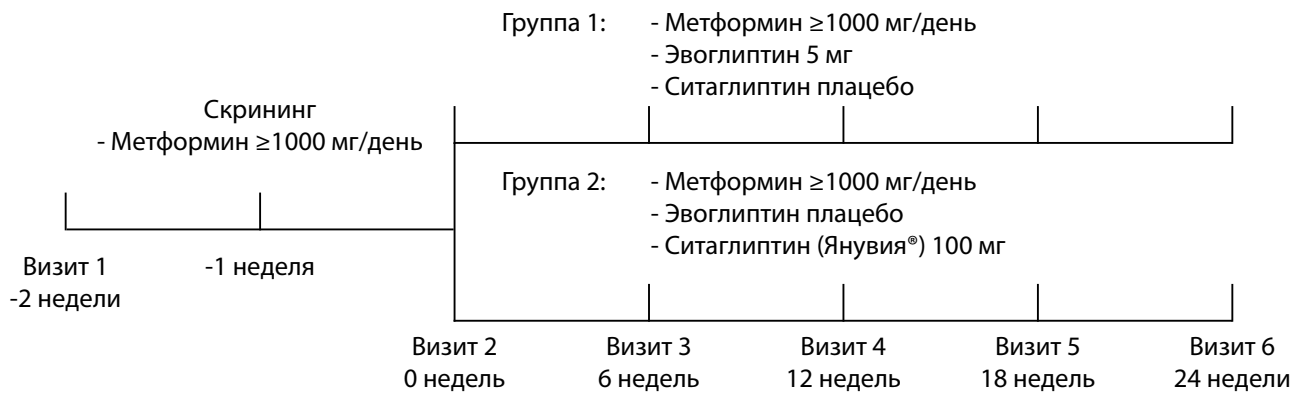 Группа 1: - Метформин ≥1000 мг/день
- Эвоглиптин 5 мг
- Ситаглиптин плацебо
Скрининг
- Метформин ≥1000 мг/день
Группа 2: - Метформин ≥1000 мг/день
- Эвоглиптин плацебо
- Ситаглиптин (Янувия®) 100 мг
Визит 1
-2 недели
-1 неделя
Визит 2 Визит 3 Визит 4 Визит 5 Визит 6
0 недель 6 недель 12 недель 18 недель 24 недели